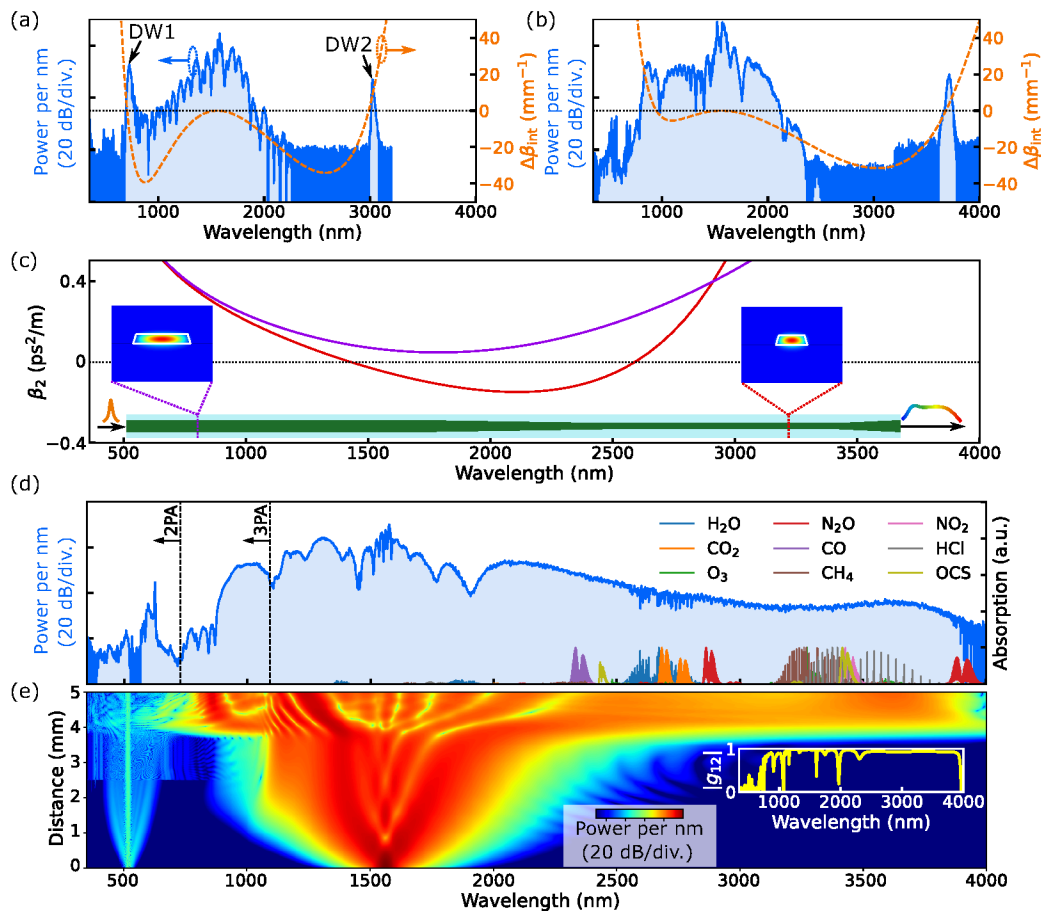 (a)
DW1
DW2
Power per nm
(20 dB/div.)
40
20
0
−20
−40
Δβint (mm−1)
1000
2000
3000
4000
Wavelength (nm)
(b)
Power per nm
(20 dB/div.)
40
20
0
−20
−40
Δβint (mm−1)
1000
2000
3000
4000
Wavelength (nm)
(c)
β2 (ps2/m)
0.4
0
−0.4
500
1000
1500
2000
2500
3000
3500
4000
Wavelength (nm)
(d)
Power per nm
(20 dB/div.)
2PA
3PA
H2O
CO2
O3
N2O
CO
CH4
NO2
HCl
OCS
Absorption (a.u.)
(e)
Distance (mm)
5
4
3
2
1
0
500
1000
1500
2000
2500
3000
3500
4000
Wavelength (nm)
Power per nm
(20 dB/div.)
|g12|
1
0
1000
2000
3000
4000
Wavelength (nm)